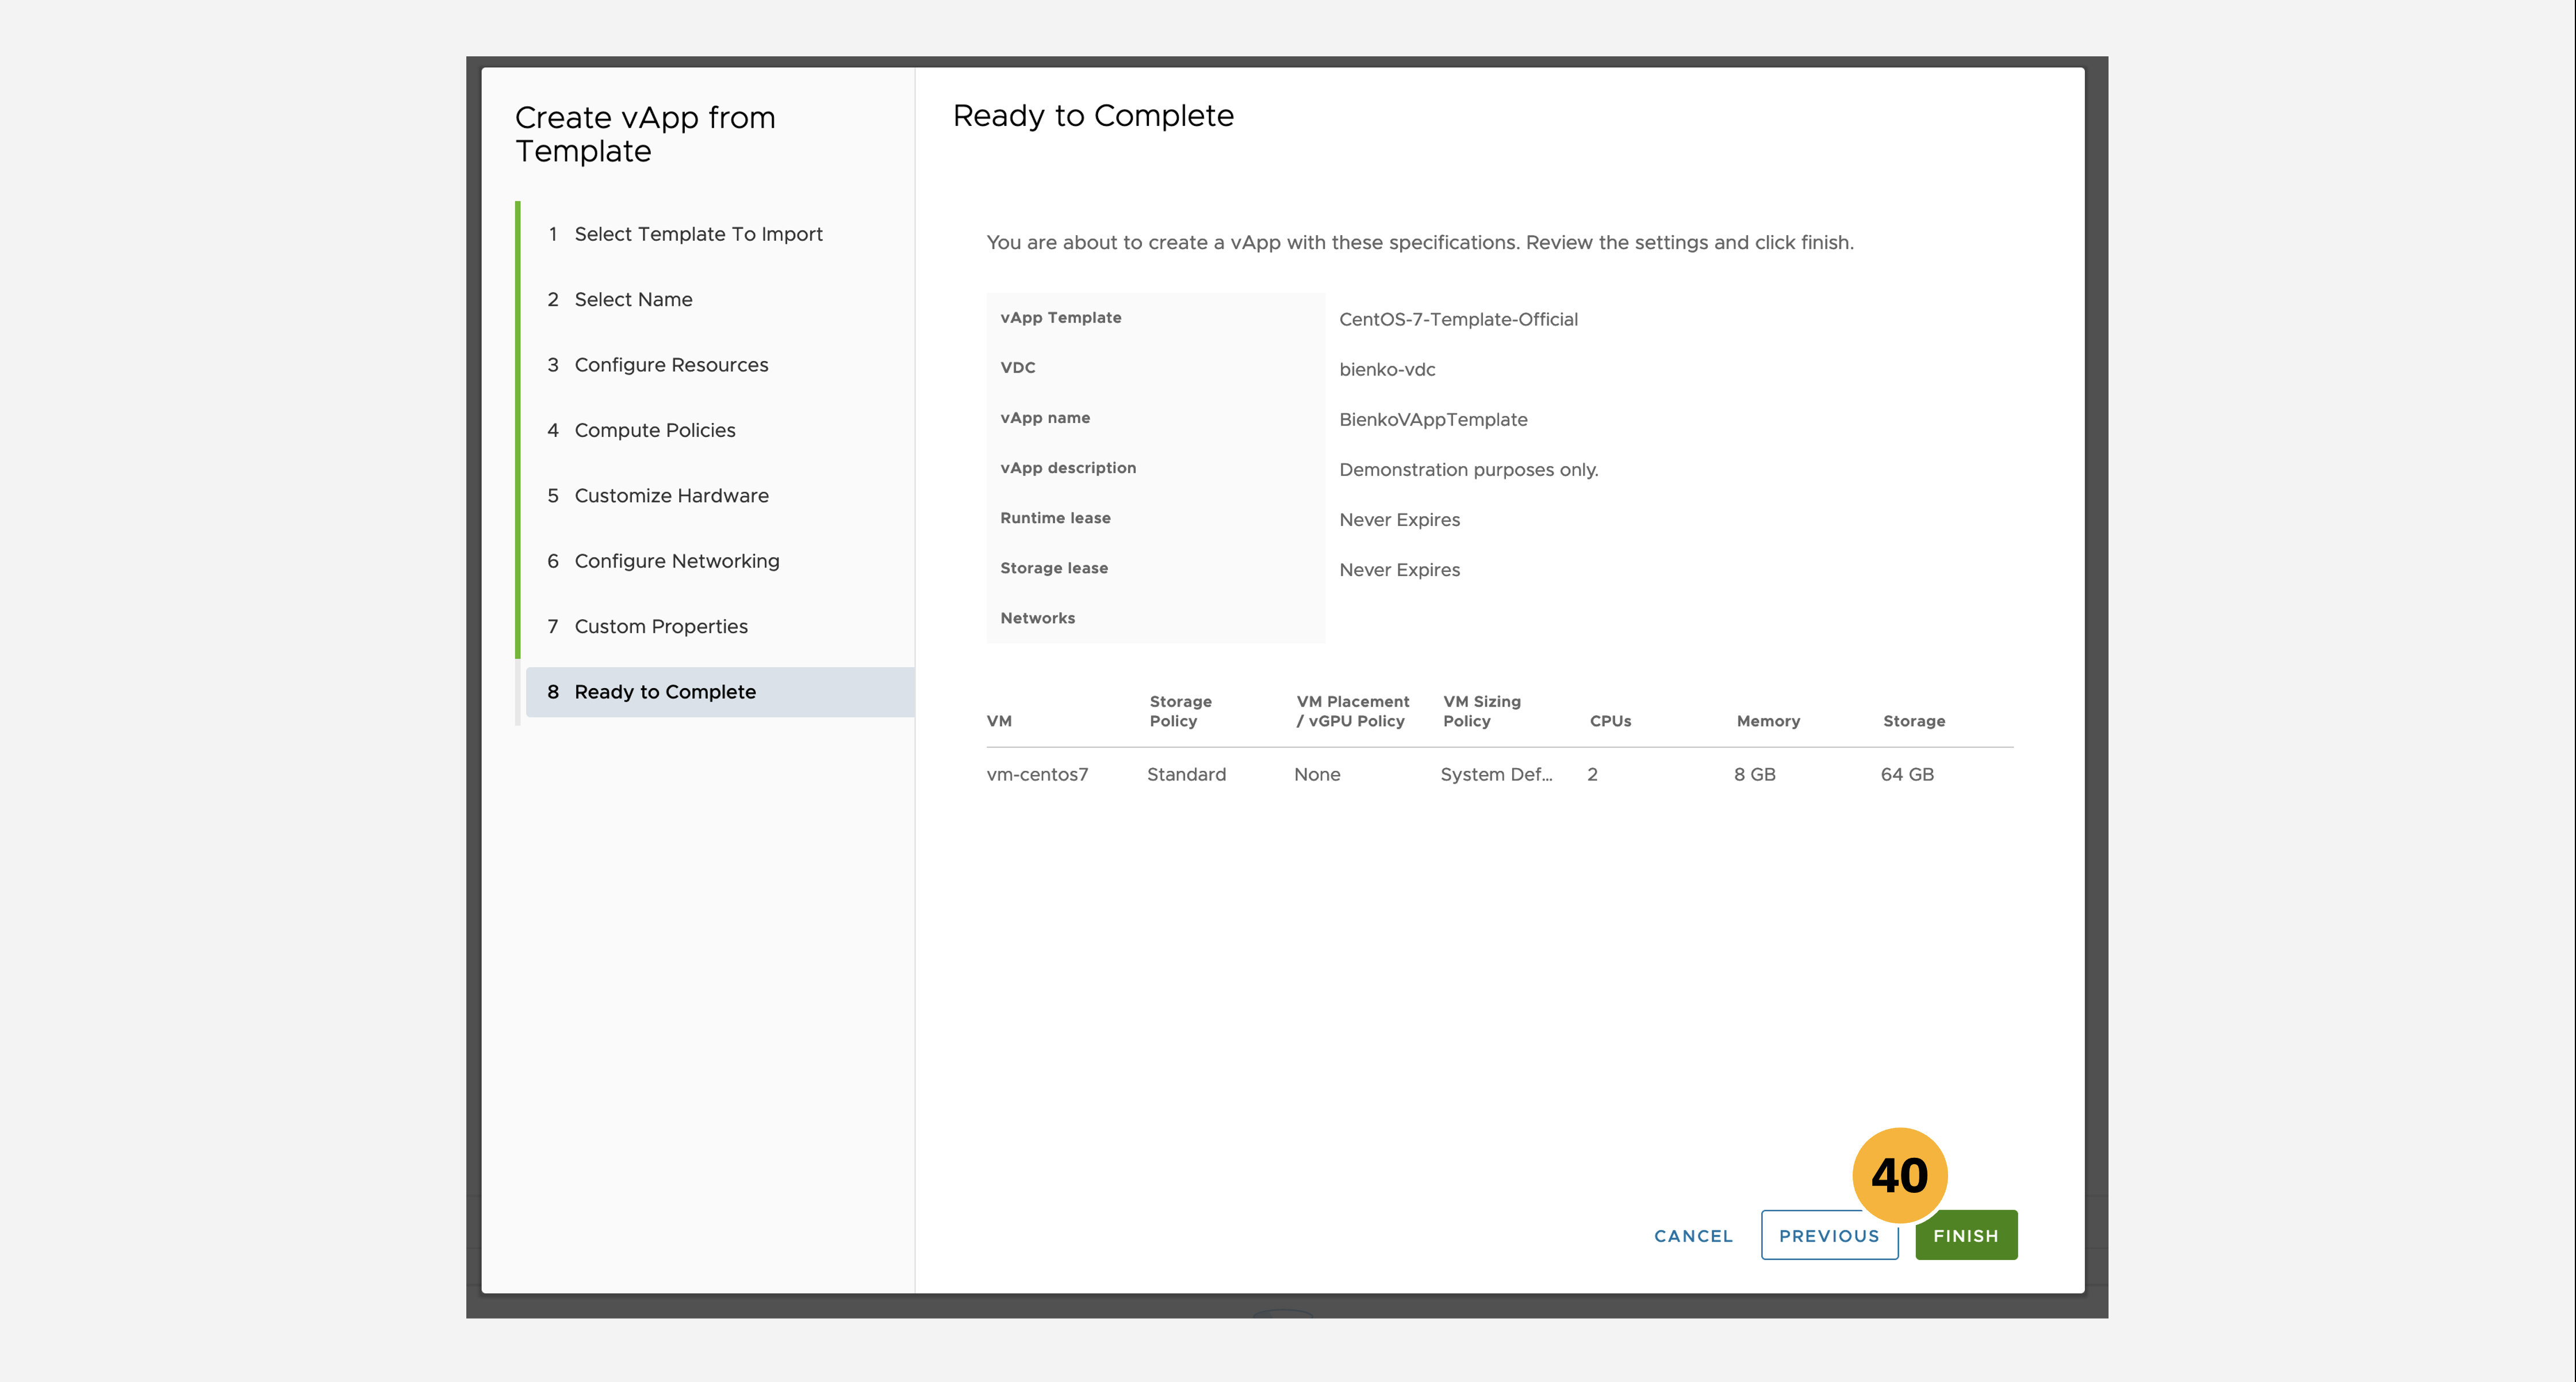 Create vApp from
Template
1 Select Template To Import
2 Select Name
3 Configure Resources
4 Compute Policies
5 Customize Hardware
6 Configure Networking
7 Custom Properties
8 Ready to Complete
Ready to Complete
You are about to create a vApp with these specifications. Review the settings and click finish.
vApp Template CentOS-7-Template-Official
VDC bienko-vdc
vApp name BienkoVAppTemplate
vApp description Demonstration purposes only.
Runtime lease Never Expires
Storage lease Never Expires
Networks
VM Storage Policy VM Placement / vGPU Policy VM Sizing Policy CPUs Memory Storage
vm-centos7 Standard None System Def... 2 8 GB 64 GB
40
CANCEL PREVIOUS FINISH